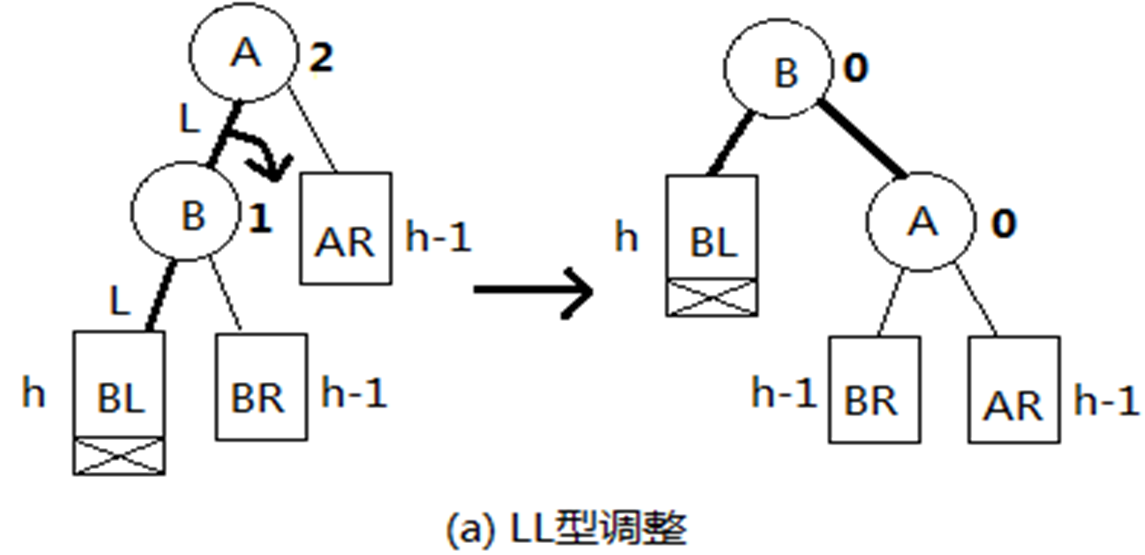 A 2
B 0
L
B 1
AR h-1
h BL
A 0
L
h BL
BR h-1
h-1 BR
AR h-1
(a) LL型调整